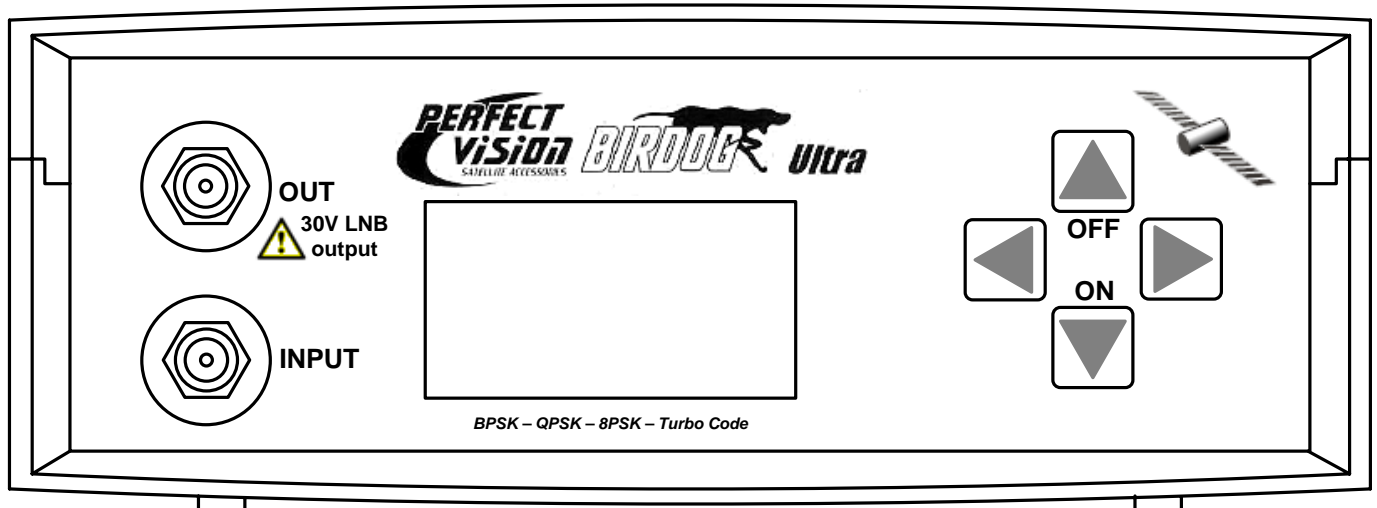 PERFECT
VISION
SATELLITE ACCESSORIES
BIRDOG
Ultra
OUT
30V LNB
output
INPUT
OFF
ON
BPSK – QPSK – 8PSK – Turbo Code